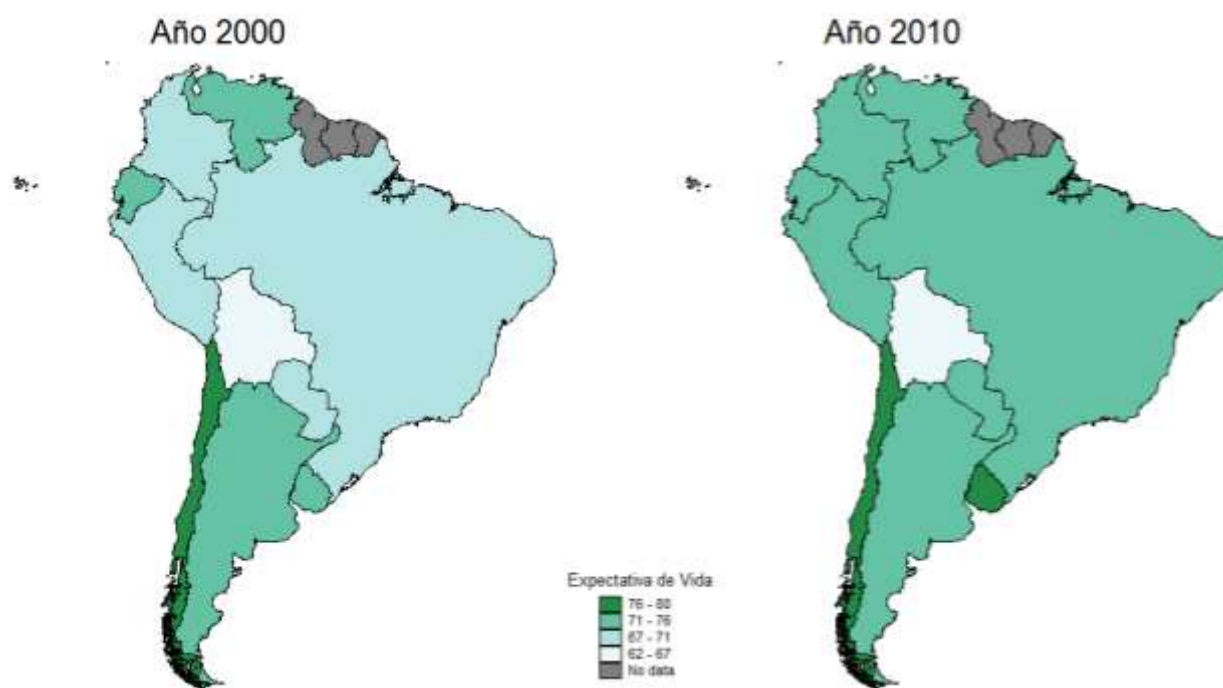 Año 2000
Año 2010
Expectativa de Vida
76 - 80
71 - 76
67 - 71
62 - 67
No data